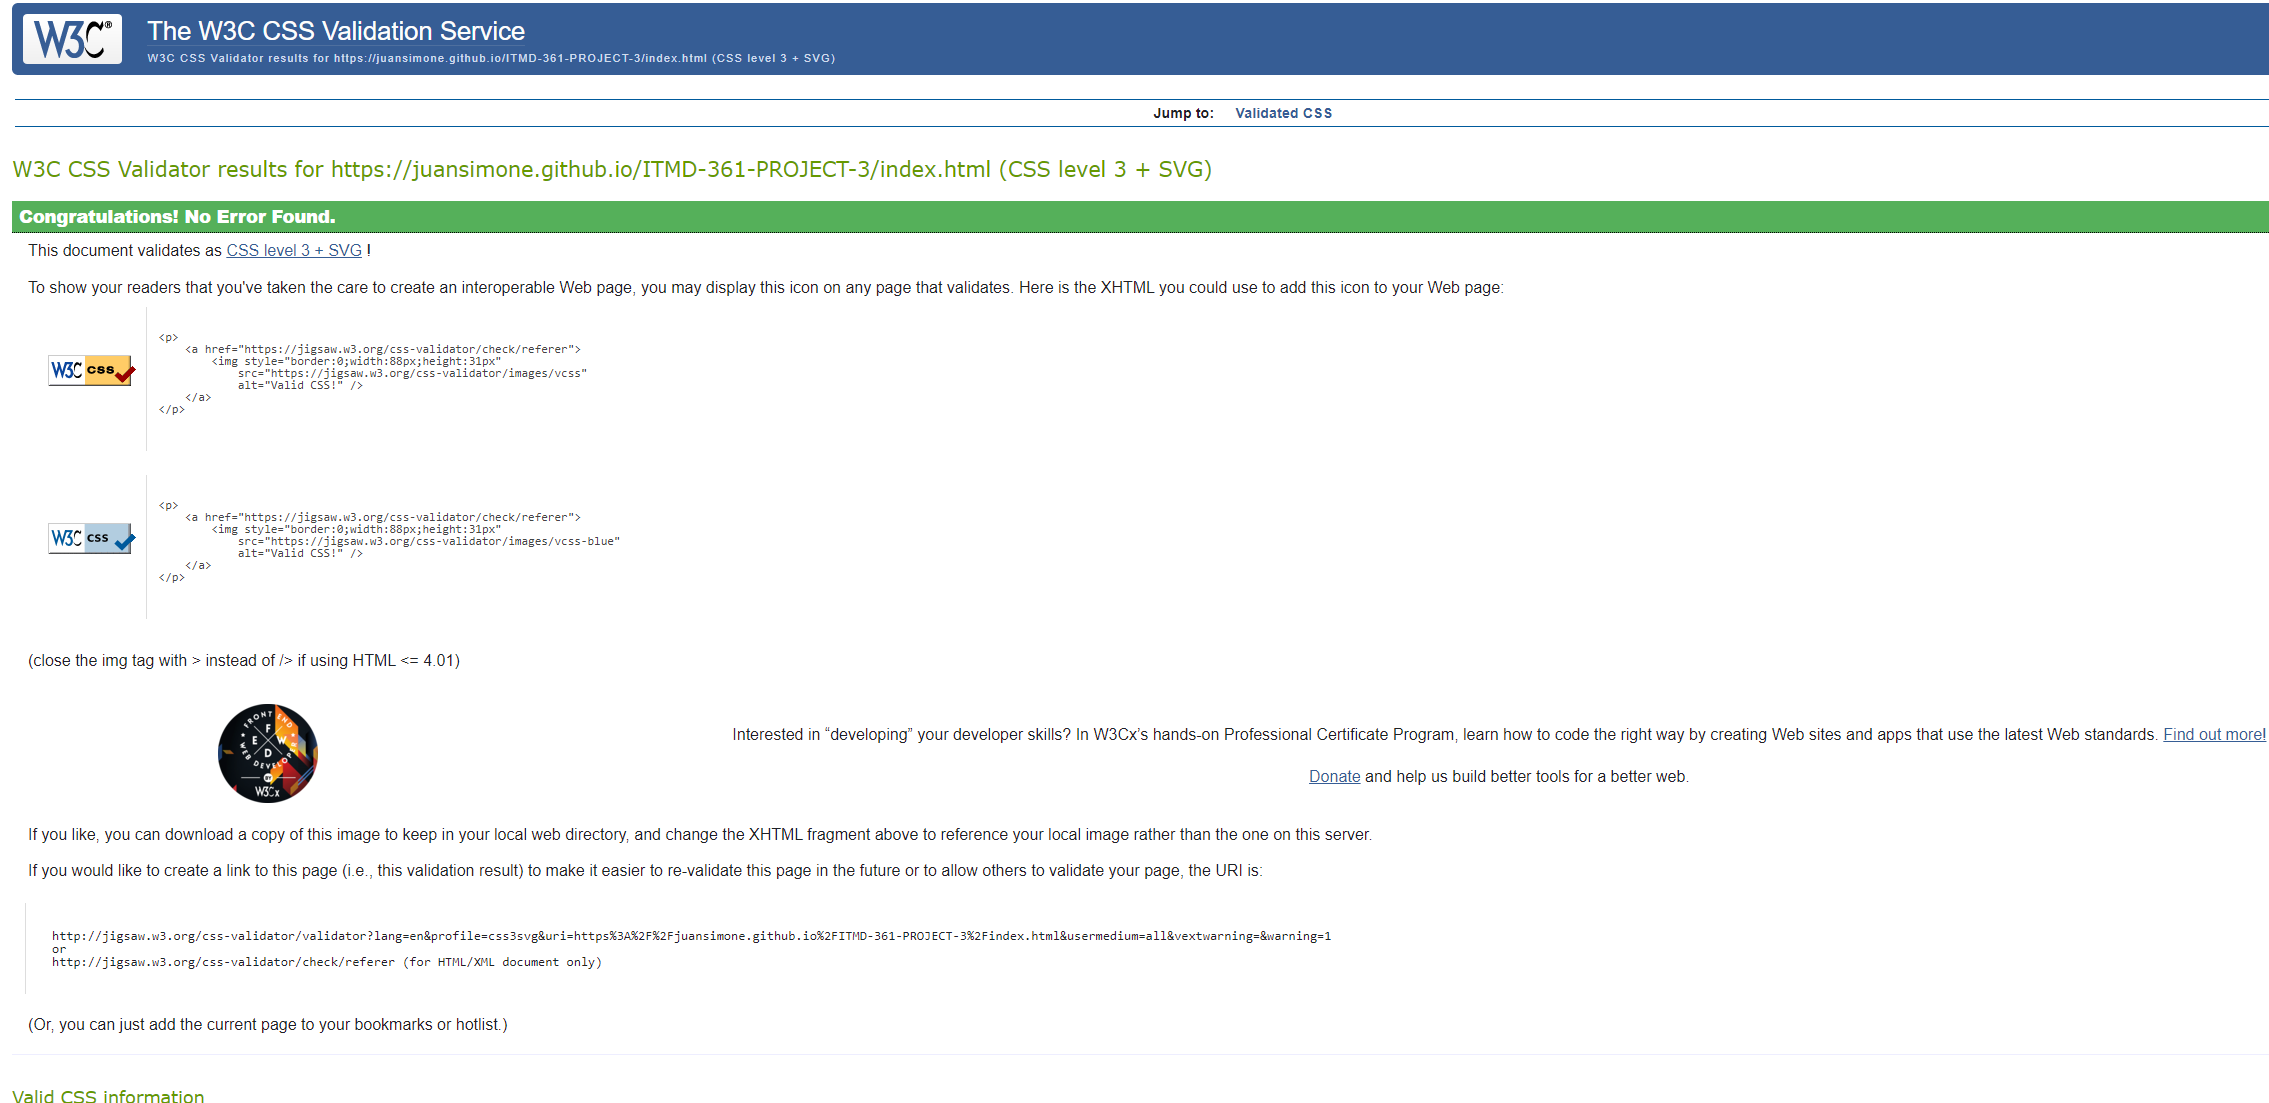 W3C®
The W3C CSS Validation Service
W3C CSS Validator results for https://juansimone.github.io/ITMD-361-PROJECT-3/index.html (CSS level 3 + SVG)
Jump to: Validated CSS
W3C CSS Validator results for https://juansimone.github.io/ITMD-361-PROJECT-3/index.html (CSS level 3 + SVG)
Congratulations! No Error Found.
This document validates as CSS level 3 + SVG !
To show your readers that you've taken the care to create an interoperable Web page, you may display this icon on any page that validates. Here is the XHTML you could use to add this icon to your Web page:
W3C css
<p>
<a href="https://jigsaw.w3.org/css-validator/check/referer">
<img style="border:0;width:88px;height:31px"
src="https://jigsaw.w3.org/css-validator/images/vcss"
alt="Valid CSS!" />
</a>
</p>
W3C css
<p>
<a href="https://jigsaw.w3.org/css-validator/check/referer">
<img style="border:0;width:88px;height:31px"
src="https://jigsaw.w3.org/css-validator/images/vcss-blue"
alt="Valid CSS!" />
</a>
</p>
(close the img tag with > instead of /> if using HTML <= 4.01)
FRONT END
F
E W
D
WEB DEVELOPER
BY
W3Cx
Interested in “developing” your developer skills? In W3Cx’s hands-on Professional Certificate Program, learn how to code the right way by creating Web sites and apps that use the latest Web standards. Find out more!
Donate and help us build better tools for a better web.
If you like, you can download a copy of this image to keep in your local web directory, and change the XHTML fragment above to reference your local image rather than the one on this server.
If you would like to create a link to this page (i.e., this validation result) to make it easier to re-validate this page in the future or to allow others to validate your page, the URI is:
http://jigsaw.w3.org/css-validator/validator?lang=en&profile=css3svg&uri=https%3A%2F%2Fjuansimone.github.io%2FITMD-361-PROJECT-3%2Findex.html&usermedium=all&vextwarning=&warning=1
or
http://jigsaw.w3.org/css-validator/check/referer (for HTML/XML document only)
(Or, you can just add the current page to your bookmarks or hotlist.)
Valid CSS information